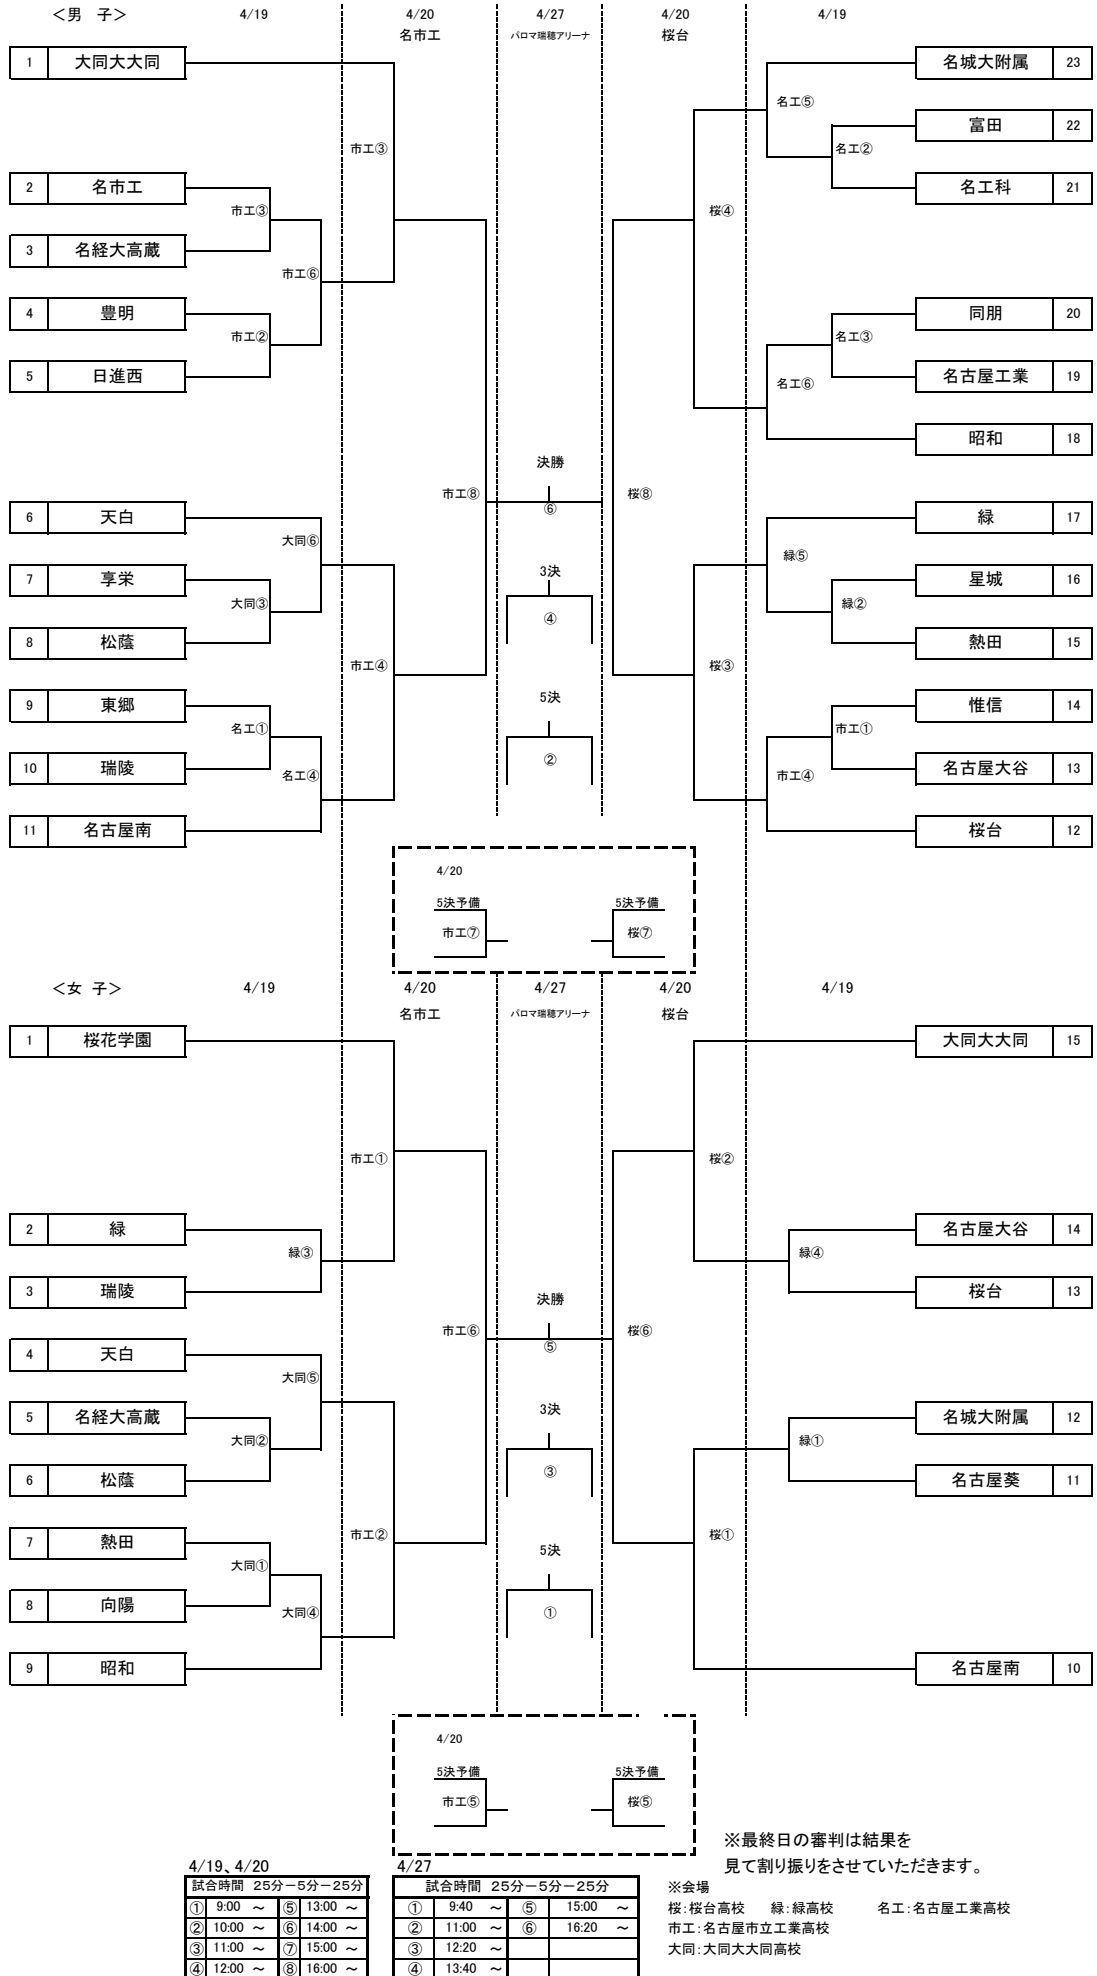 ＜男　子＞ 4/19 4/20 4/27 4/20 4/19
名市工 パロマ瑞穂アリーナ 桜台
1 大同大大同 名城大附属 23
名工⑤
富田 22
市工③ 名工②
2 名市工 名工科 21
市工③ 桜④
3 名経大高蔵
市工⑥
4 豊明 同朋 20
市工② 名工③
5 日進西 名古屋工業 19
名工⑥
昭和 18
決勝
市工⑧ 桜⑧
6 天白 ⑥ 緑 17
大同⑥ 緑⑤
3決
7 享栄 星城 16
大同③ 緑②
④
8 松蔭 熱田 15
市工④ 桜③
5決
9 東郷 惟信 14
名工① 市工①
②
10 瑞陵 名古屋大谷 13
名工④ 市工④
11 名古屋南 桜台 12
4/20
5決予備 5決予備
市工⑦ 桜⑦
＜女 子＞ 4/19 4/20 4/27 4/20 4/19
名市工 パロマ瑞穂アリーナ 桜台
1 桜花学園 大同大大同 15
市工① 桜②
2 緑 名古屋大谷 14
緑③ 緑④
3 瑞陵 桜台 13
決勝
市工⑥ 桜⑥
⑤
4 天白
大同⑤
3決
5 名経大高蔵 名城大附属 12
大同② 緑①
③
6 松蔭 名古屋葵 11
市工② 桜①
7 熱田
5決
大同①
8 向陽
大同④ ①
9 昭和 名古屋南 10
4/20
5決予備 5決予備
市工⑤ 桜⑤
※最終日の審判は結果を
見て割り振りをさせていただきます。
4/19、4/20
試合時間 25分－5分－25分
① 9:00 ～ ⑤ 13:00 ～
② 10:00 ～ ⑥ 14:00 ～
③ 11:00 ～ ⑦ 15:00 ～
④ 12:00 ～ ⑧ 16:00 ～
4/27
試合時間 25分－5分－25分
① 9:40 ～ ⑤ 15:00 ～
② 11:00 ～ ⑥ 16:20 ～
③ 12:20 ～
④ 13:40 ～
※会場
桜：桜台高校 緑：緑高校 名工：名古屋工業高校
市工：名古屋市立工業高校
大同：大同大大同高校